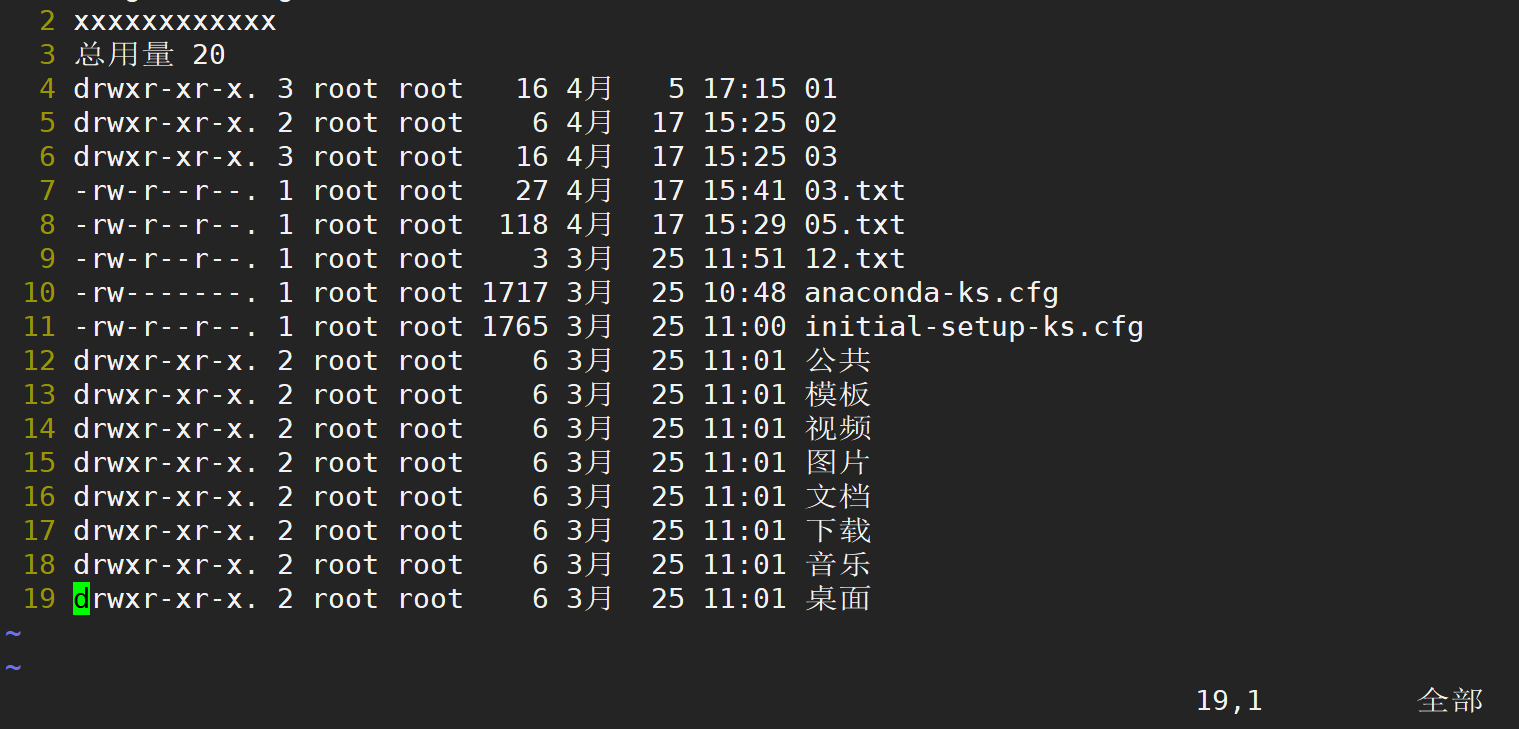 2 xxxxxxxxxxxx
3 总用量 20
4 drwxr-xr-x. 3 root root   16 4月   5 17:15 01
5 drwxr-xr-x. 2 root root    6 4月  17 15:25 02
6 drwxr-xr-x. 3 root root   16 4月  17 15:25 03
7 -rw-r--r--. 1 root root   27 4月  17 15:41 03.txt
8 -rw-r--r--. 1 root root  118 4月  17 15:29 05.txt
9 -rw-r--r--. 1 root root    3 3月  25 11:51 12.txt
10 -rw-------. 1 root root 1717 3月  25 10:48 anaconda-ks.cfg
11 -rw-r--r--. 1 root root 1765 3月  25 11:00 initial-setup-ks.cfg
12 drwxr-xr-x. 2 root root    6 3月  25 11:01 公共
13 drwxr-xr-x. 2 root root    6 3月  25 11:01 模板
14 drwxr-xr-x. 2 root root    6 3月  25 11:01 视频
15 drwxr-xr-x. 2 root root    6 3月  25 11:01 图片
16 drwxr-xr-x. 2 root root    6 3月  25 11:01 文档
17 drwxr-xr-x. 2 root root    6 3月  25 11:01 下载
18 drwxr-xr-x. 2 root root    6 3月  25 11:01 音乐
19 drwxr-xr-x. 2 root root    6 3月  25 11:01 桌面
~
~
19,1 全部